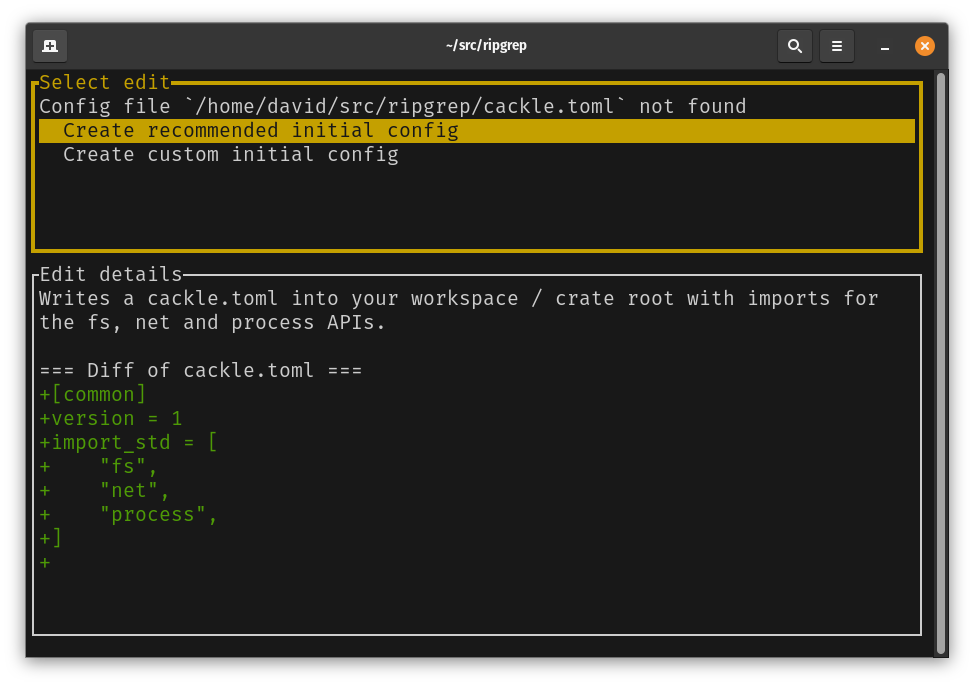 ~/src/ripgrep
Select edit
Config file `/home/david/src/ripgrep/cackle.toml` not found
Create recommended initial config
Create custom initial config
Edit details
Writes a cackle.toml into your workspace / crate root with imports for
the fs, net and process APIs.
=== Diff of cackle.toml ===
+[common]
+version = 1
+import_std = [
+    "fs",
+    "net",
+    "process",
+]
+